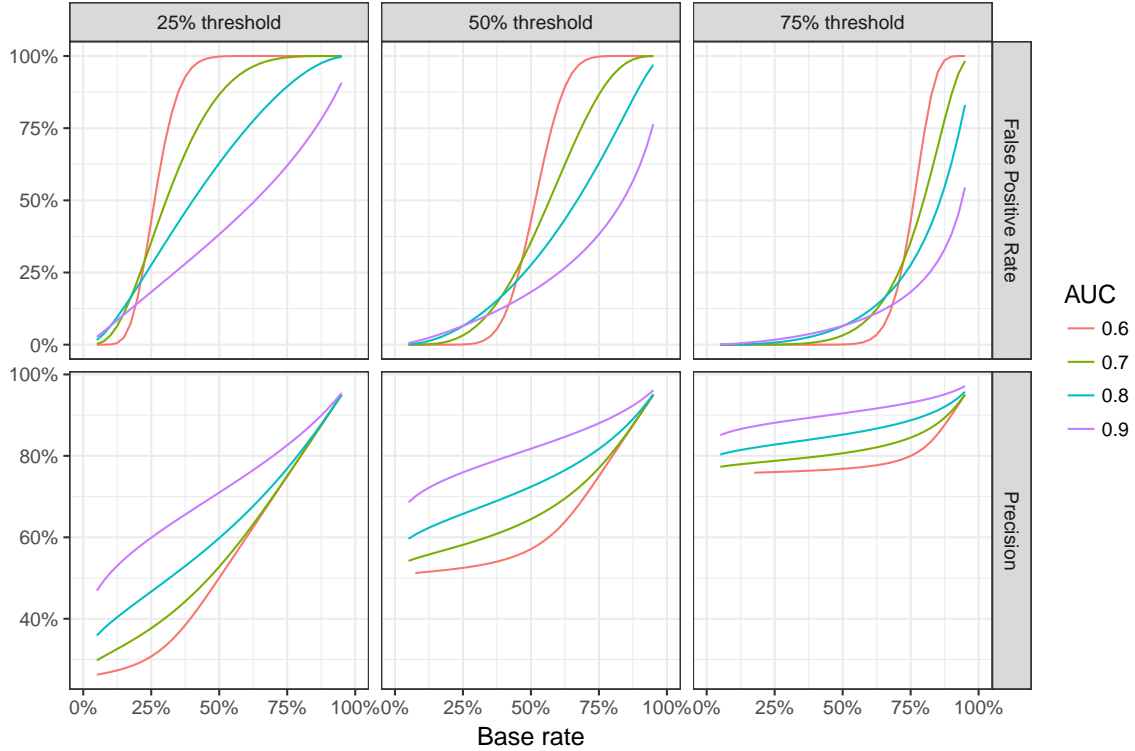 25% threshold 50% threshold 75% threshold
100%
75%
50%
25%
0%
False Positive Rate
100%
80%
60%
40%
Precision
0% 25% 50% 75% 100% 0% 25% 50% 75% 100% 0% 25% 50% 75% 100%
Base rate
AUC
0.6
0.7
0.8
0.9